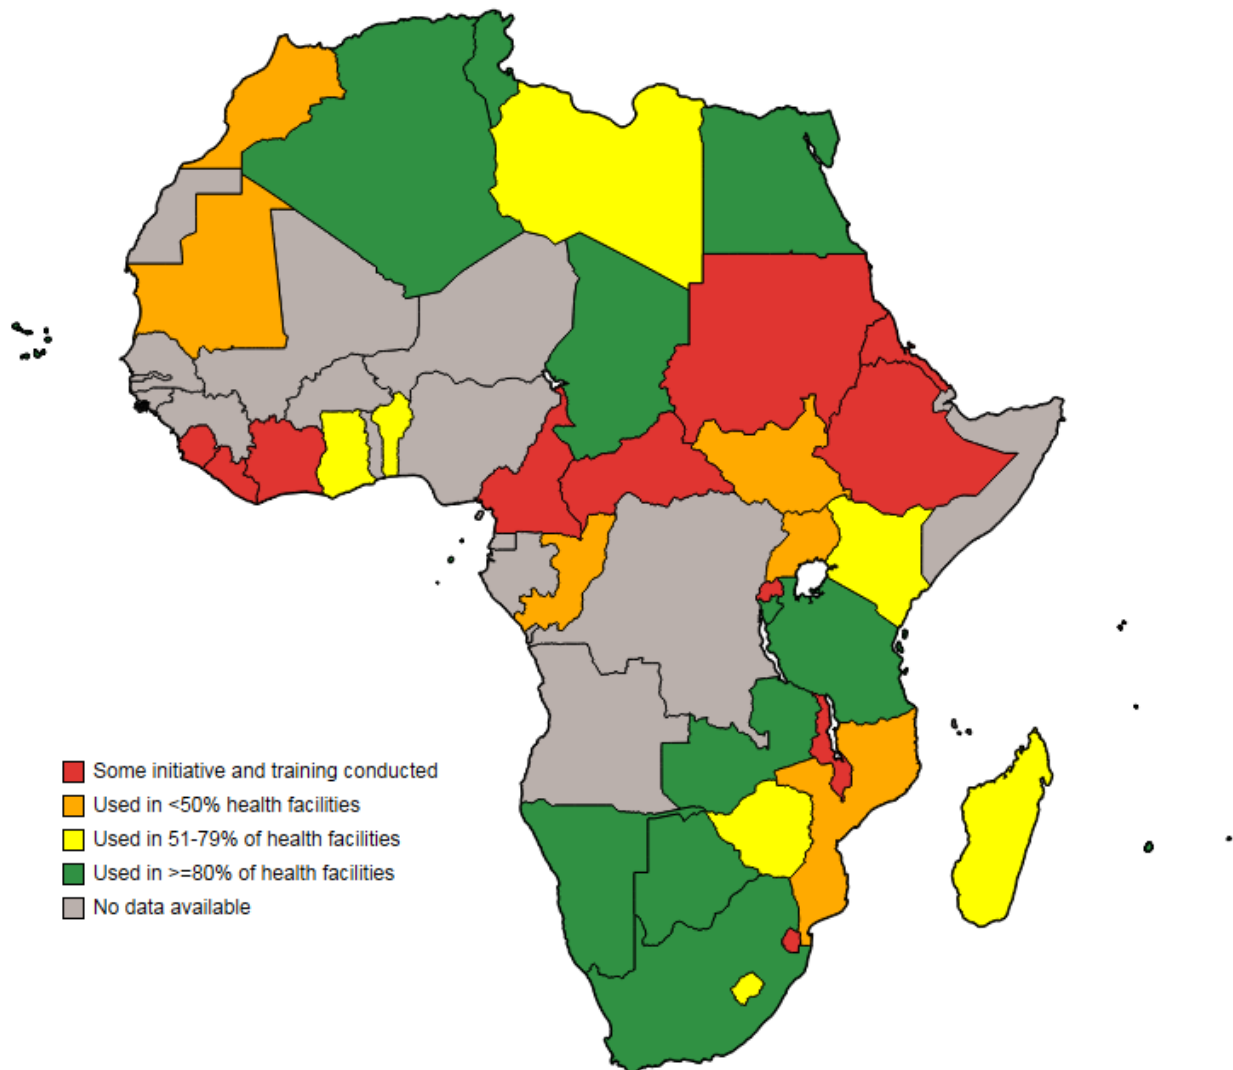 Some initiative and training conducted
Used in <50% health facilities
Used in 51-79% of health facilities
Used in >=80% of health facilities
No data available